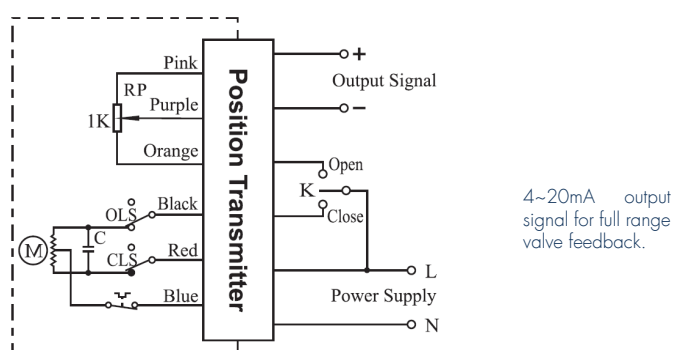 Pink
RP
Purple
1K
Orange
Position Transmitter
+
Output Signal
−
Open
K
Close
Black
OLS
C
M
CLS
Red
Blue
L
Power Supply
N
4~20mA output
signal for full range
valve feedback.